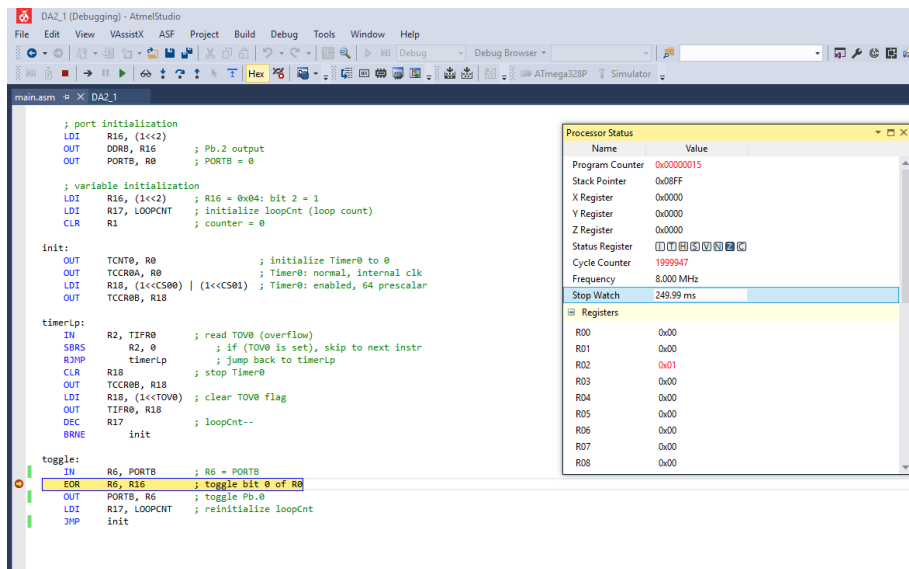 DA2_1 (Debugging) - AtmelStudio
File Edit View VAssistX ASF Project Build Debug Tools Window Help
Debug Debug Browser
Hex ATmega328P Simulator
main.asm DA2_1
; port initialization
LDI R16, (1<<2)
OUT DDRB, R16 ; Pb.2 output
OUT PORTB, R0 ; PORTB = 0
; variable initialization
LDI R16, (1<<2) ; R16 = 0x04: bit 2 = 1
LDI R17, LOOPCNT ; initialize loopCnt (loop count)
CLR R1 ; counter = 0
init:
OUT TCNT0, R0 ; initialize Timer0 to 0
OUT TCCR0A, R0 ; Timer0: normal, internal clk
LDI R18, (1<<CS00) | (1<<CS01) ; Timer0: enabled, 64 prescalar
OUT TCCR0B, R18
timerLp:
IN R2, TIFR0 ; read TOV0 (overflow)
SBRS R2, 0 ; if (TOV0 is set), skip to next instr
RJMP timerLp ; jump back to timerLp
CLR R18 ; stop Timer0
OUT TCCR0B, R18
LDI R18, (1<<TOV0) ; clear TOV0 flag
OUT TIFR0, R18
DEC R17 ; loopCnt--
BRNE init
toggle:
IN R6, PORTB ; R6 = PORTB
EOR R6, R16 ; toggle bit 0 of R0
OUT PORTB, R6 ; toggle Pb.0
LDI R17, LOOPCNT ; reinitialize loopCnt
JMP init
Processor Status
Name Value
Program Counter 0x00000015
Stack Pointer 0x08FF
X Register 0x0000
Y Register 0x0000
Z Register 0x0000
Status Register I T H S V N Z C
Cycle Counter 1999947
Frequency 8.000 MHz
Stop Watch 249.99 ms
Registers
R00 0x00
R01 0x00
R02 0x01
R03 0x00
R04 0x00
R05 0x00
R06 0x00
R07 0x00
R08 0x00